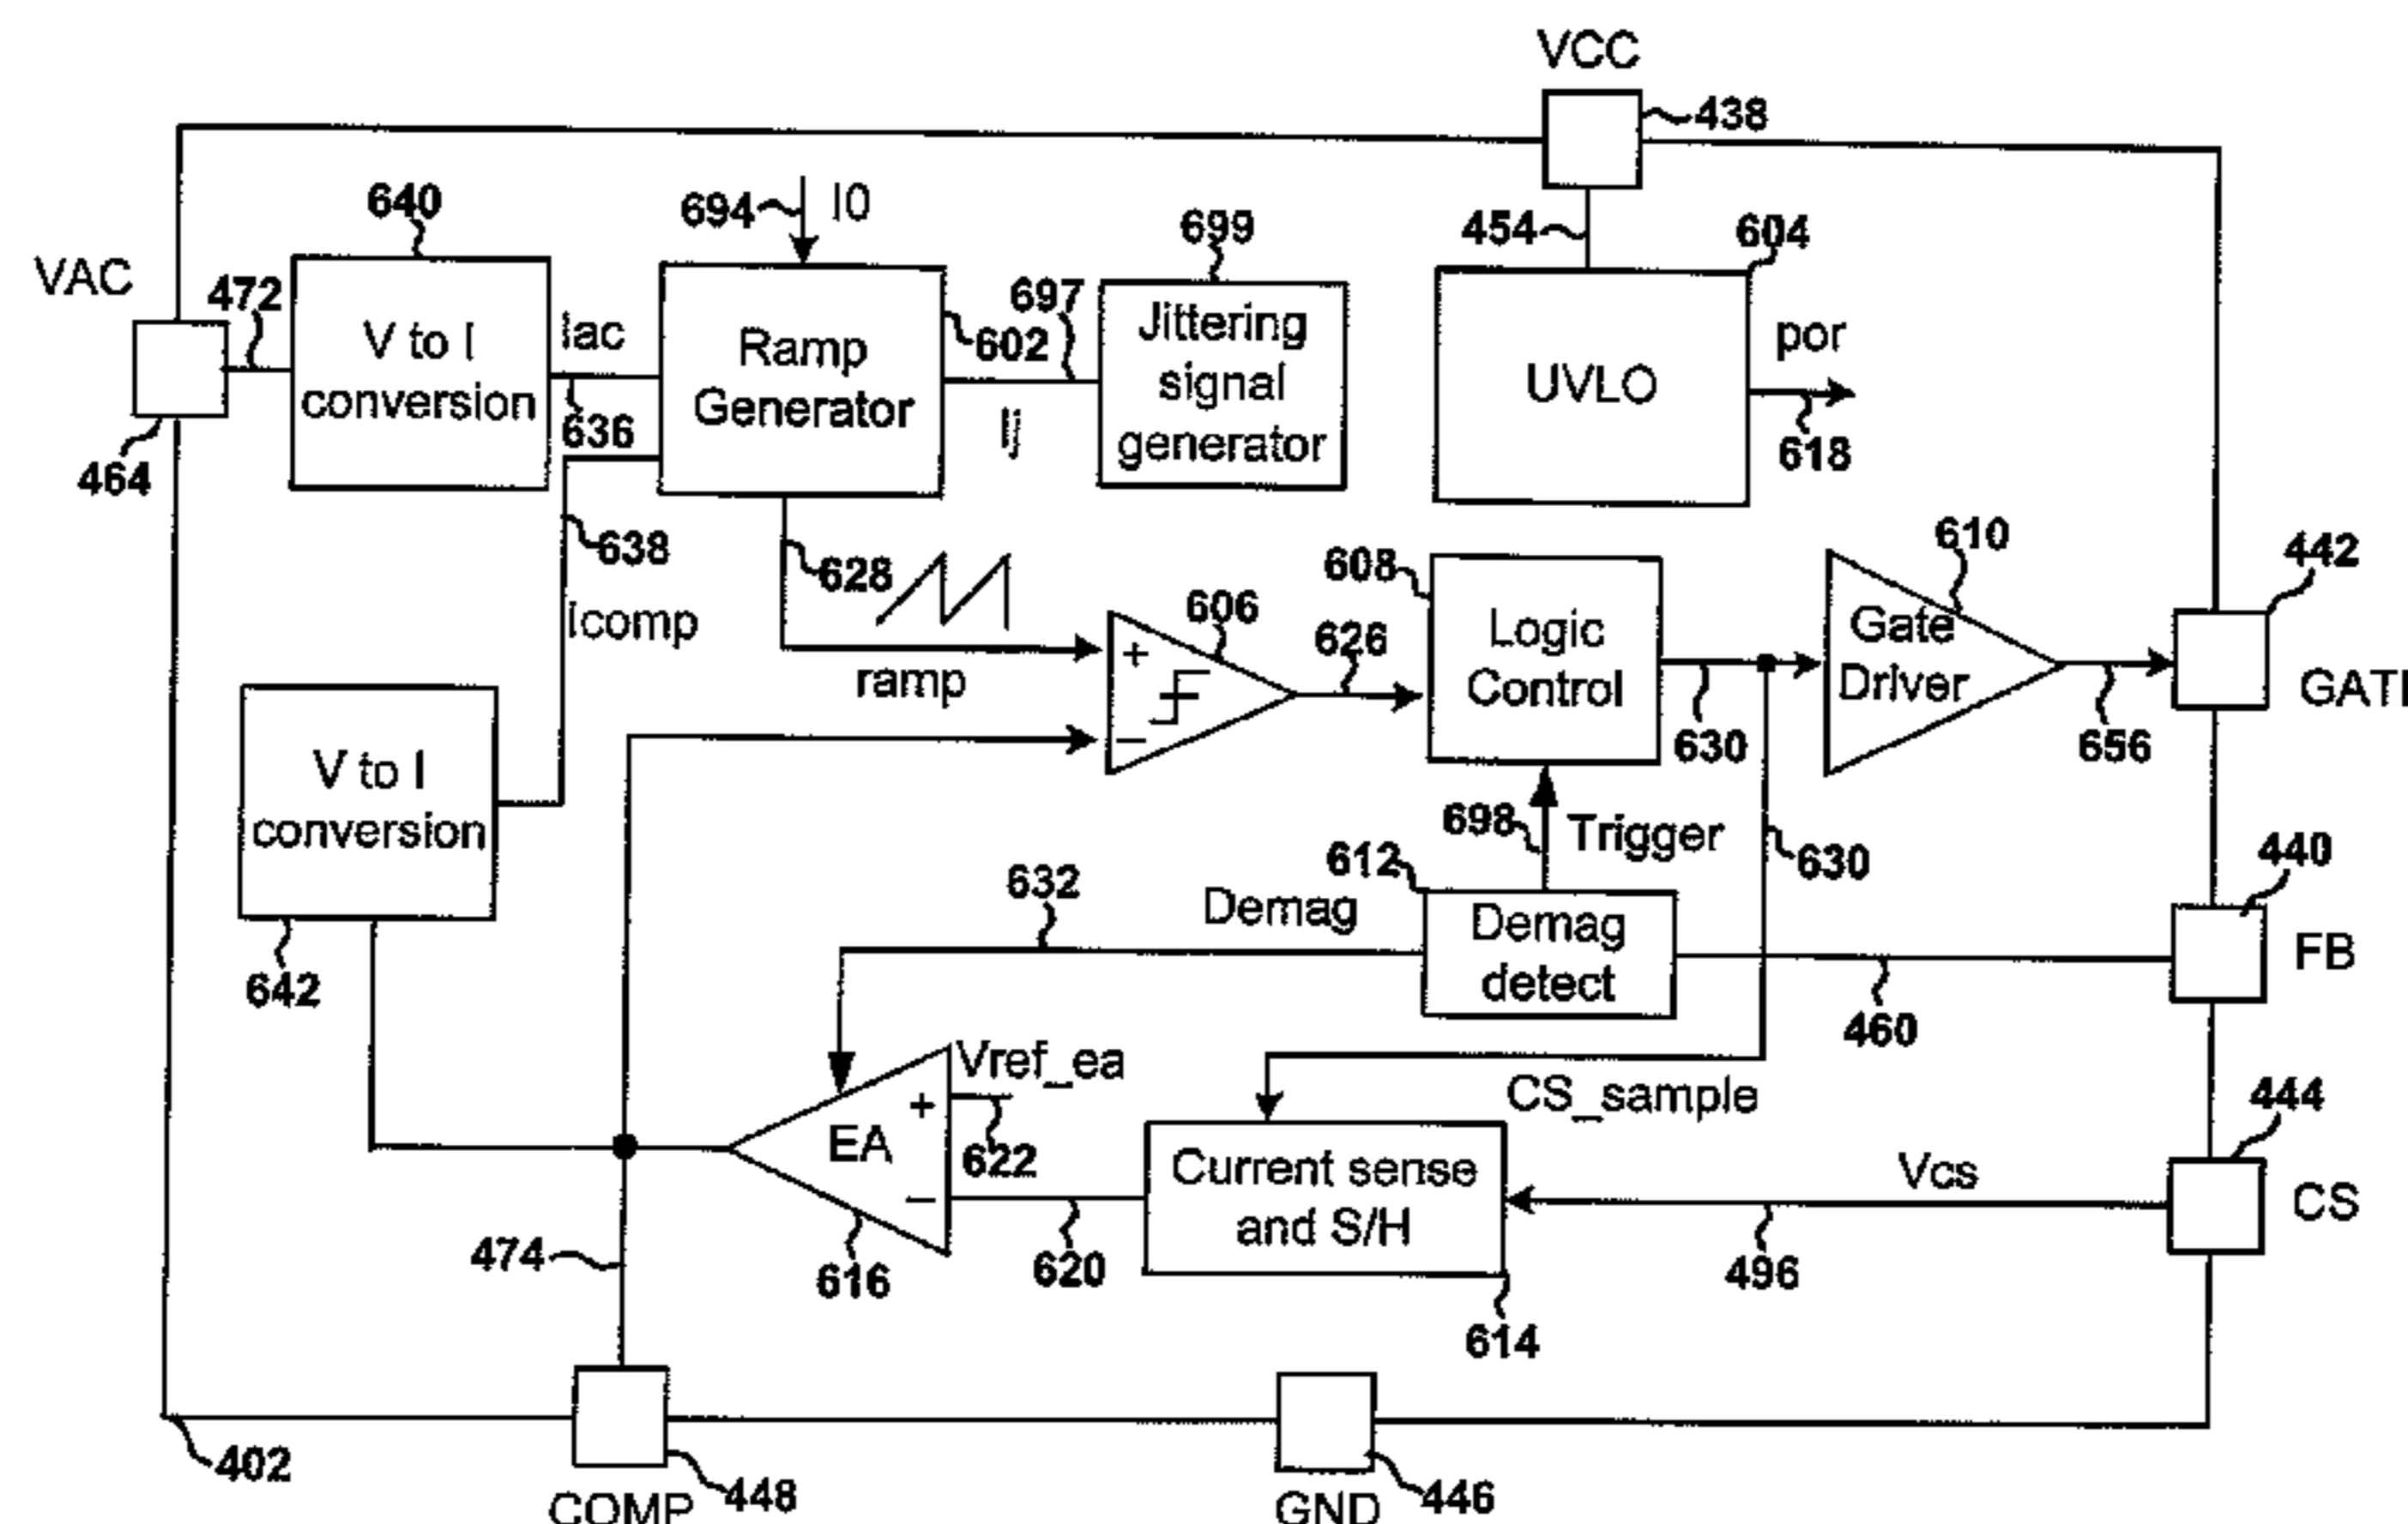 VCC
438
640
694
I0
699
454
604
VAC
472
V to I
conversion
Iac
636
Ramp
Generator
602
697
Ij
Jittering
signal
generator
UVLO
por
618
464
638
Icomp
628
ramp
606
+
−
626
608
Logic
Control
630
610
Gate
Driver
656
442
GATE
V to I
conversion
642
698
Trigger
630
632
Demag
612
Demag
detect
460
440
FB
Vref_ea
+
EA
−
622
616
620
CS_sample
Current sense
and S/H
614
Vcs
496
444
CS
474
402
COMP
448
GND
446